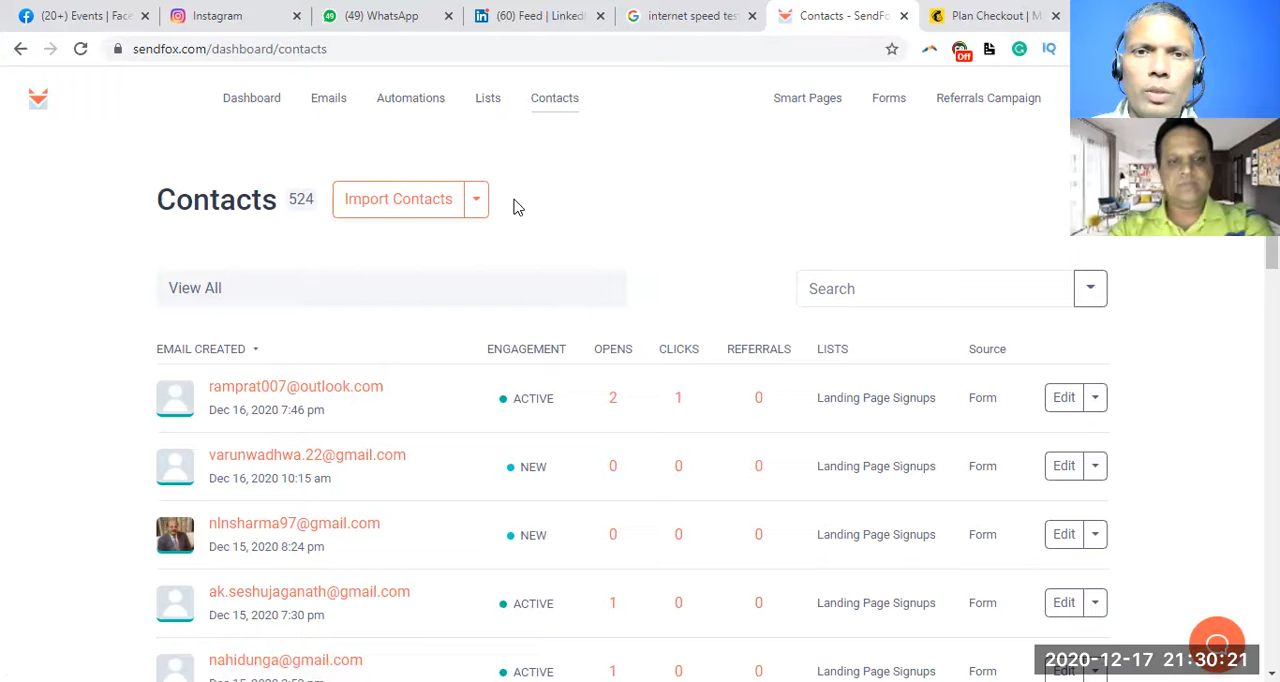 (20+) Events | Face
Instagram
(49) WhatsApp
(60) Feed | LinkedI
internet speed tes
Contacts - SendFo
Plan Checkout | M
sendfox.com/dashboard/contacts
Off
IQ
Dashboard
Emails
Automations
Lists
Contacts
Smart Pages
Forms
Referrals Campaign
Contacts 524
Import Contacts
View All
Search
EMAIL CREATED ENGAGEMENT OPENS CLICKS REFERRALS LISTS Source
ramprat007@outlook.com
Dec 16, 2020 7:46 pm
ACTIVE 2 1 0 Landing Page Signups Form Edit
varunwadhwa.22@gmail.com
Dec 16, 2020 10:15 am
NEW 0 0 0 Landing Page Signups Form Edit
nlnsharma97@gmail.com
Dec 15, 2020 8:24 pm
NEW 0 0 0 Landing Page Signups Form Edit
ak.seshujaganath@gmail.com
Dec 15, 2020 7:30 pm
ACTIVE 1 0 0 Landing Page Signups Form Edit
nahidunga@gmail.com
ACTIVE 1 0 0 Landing Page Signups Form Edit
2020-12-17 21:30:21